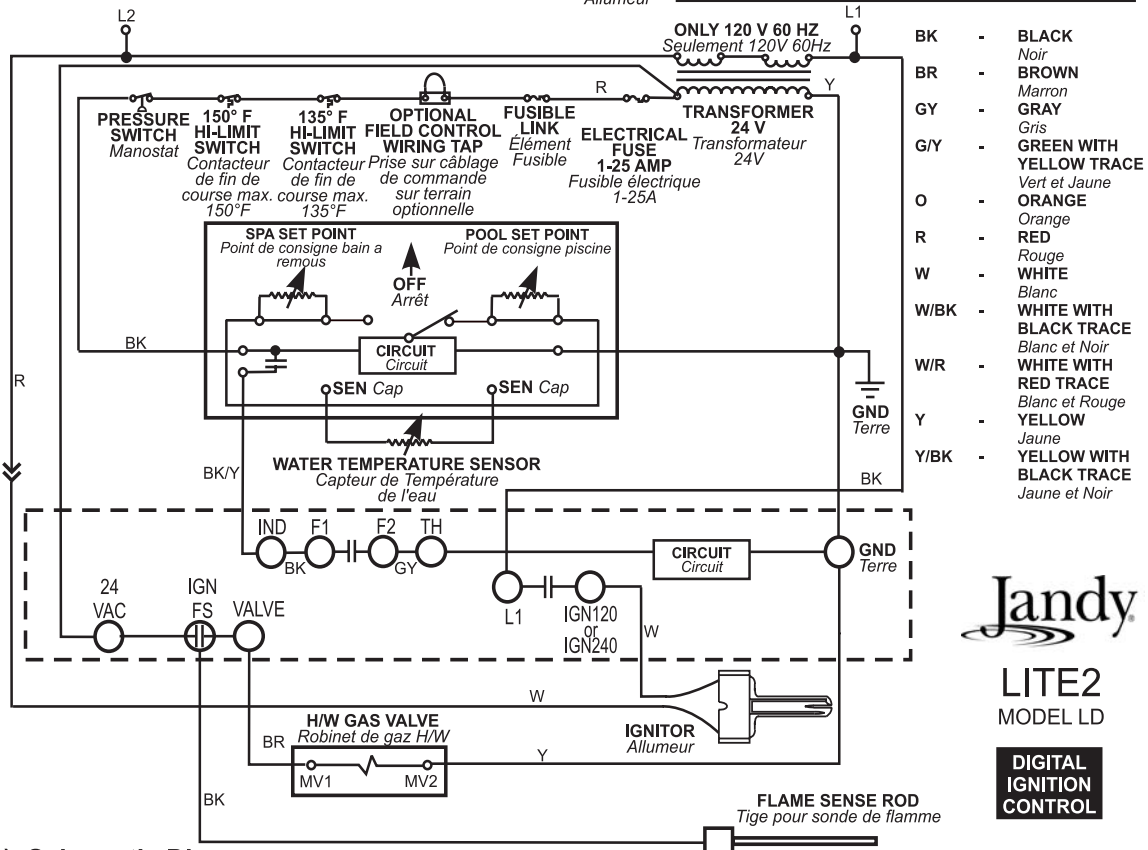 Allumeur
L2
ONLY 120 V 60 HZ
Seulement 120V 60Hz
L1
R
Y
PRESSURE
SWITCH
Manostat
150° F
HI-LIMIT
SWITCH
Contacteur
de fin de
course max.
150°F
135° F
HI-LIMIT
SWITCH
Contacteur
de fin de
course max.
135°F
OPTIONAL
FIELD CONTROL
WIRING TAP
Prise sur câblage
de commande
sur terrain
optionnelle
FUSIBLE
LINK
Élément
Fusible
ELECTRICAL
FUSE
1-25 AMP
Fusible électrique
1-25A
TRANSFORMER
24 V
Transformateur
24V
SPA SET POINT
Point de consigne bain a
remous
OFF
Arrêt
POOL SET POINT
Point de consigne piscine
BK
CIRCUIT
Circuit
SEN Cap
SEN Cap
GND
Terre
R
WATER TEMPERATURE SENSOR
Capteur de Température
de l'eau
BK/Y
BK
IND
F1
F2
TH
BK
GY
CIRCUIT
Circuit
GND
Terre
24
VAC
IGN
FS
VALVE
L1
IGN120
or
IGN240
W
W
IGNITOR
Allumeur
H/W GAS VALVE
Robinet de gaz H/W
BR
MV1
MV2
Y
BK
FLAME SENSE ROD
Tige pour sonde de flamme
BK - BLACK
Noir
BR - BROWN
Marron
GY - GRAY
Gris
G/Y - GREEN WITH
YELLOW TRACE
Vert et Jaune
O - ORANGE
Orange
R - RED
Rouge
W - WHITE
Blanc
W/BK - WHITE WITH
BLACK TRACE
Blanc et Noir
W/R - WHITE WITH
RED TRACE
Blanc et Rouge
Y - YELLOW
Jaune
Y/BK - YELLOW WITH
BLACK TRACE
Jaune et Noir
Jandy
LITE2
MODEL LD
DIGITAL
IGNITION
CONTROL